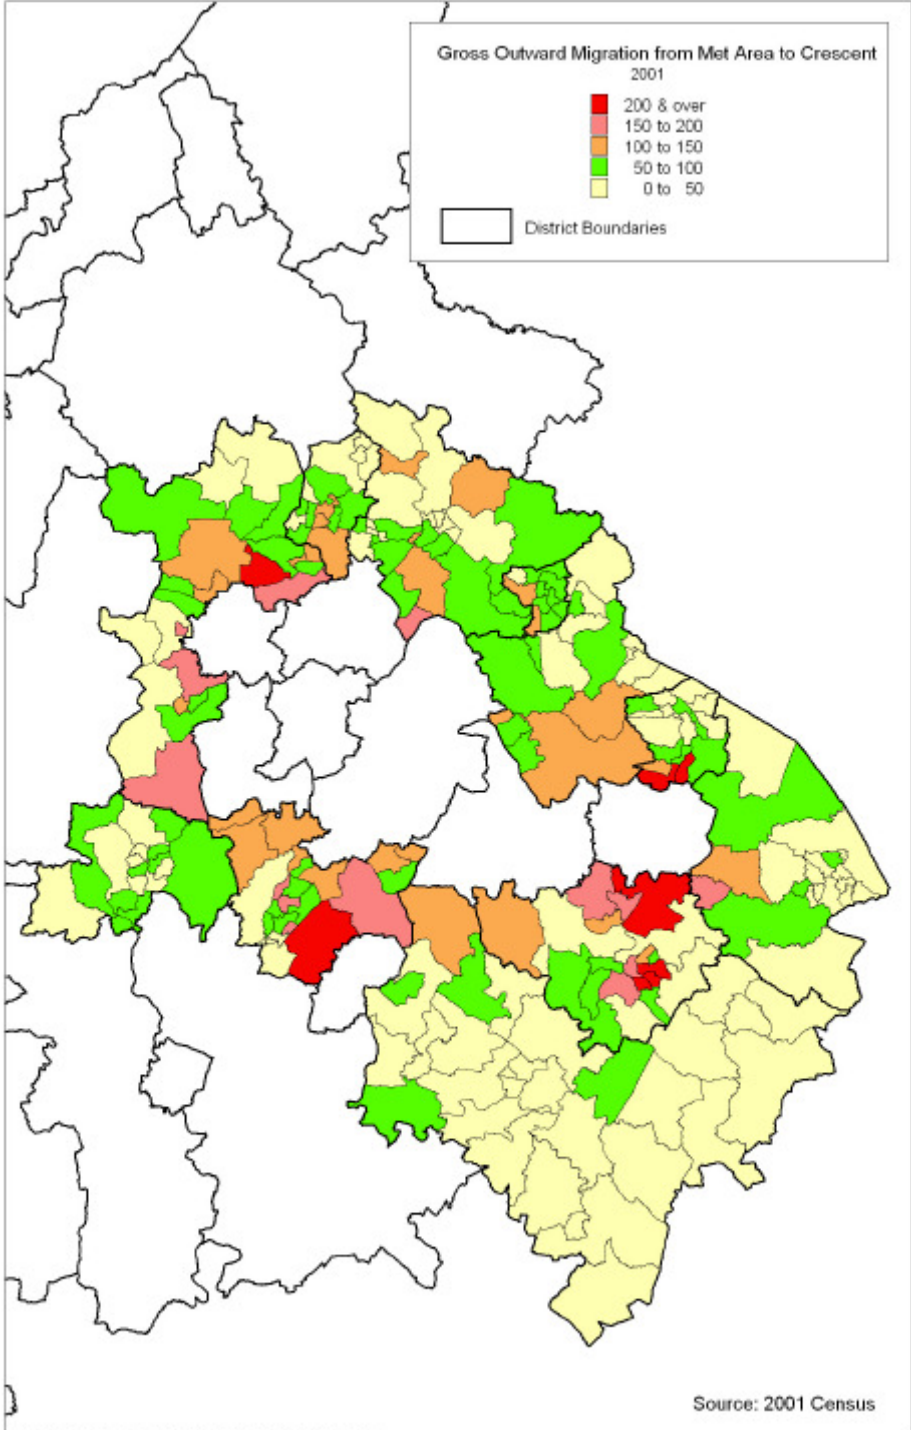 Gross Outward Migration from Met Area to Crescent
2001
200 & over
150 to 200
100 to 150
50 to 100
0 to 50
District Boundaries
Source: 2001 Census